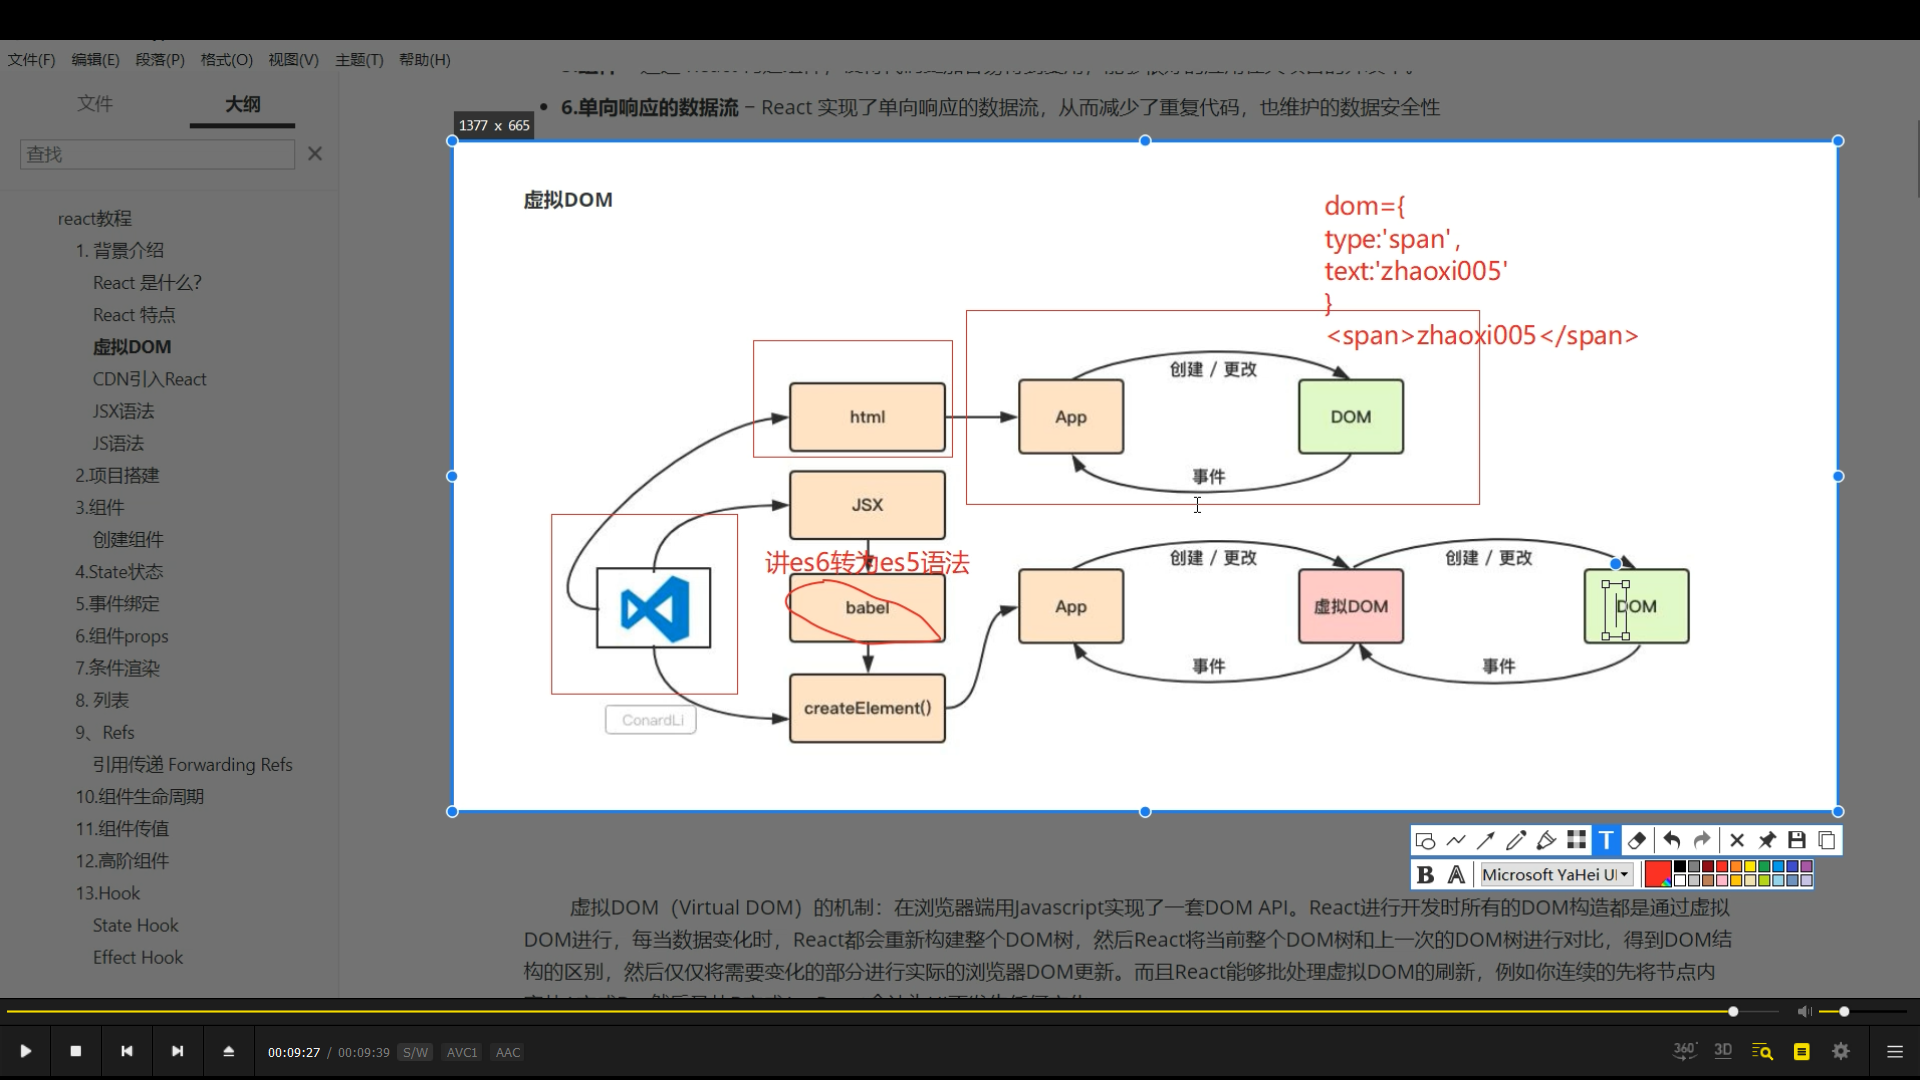 文件(F) 编辑(E) 段落(P) 格式(O) 视图(V) 主题(T) 帮助(H)
文件 大纲
查找
react教程
1. 背景介绍
React 是什么?
React 特点
虚拟DOM
CDN引入React
JSX语法
JS语法
2.项目搭建
3.组件
创建组件
4.State状态
5.事件绑定
6.组件props
7.条件渲染
8. 列表
9、Refs
引用传递 Forwarding Refs
10.组件生命周期
11.组件传值
12.高阶组件
13.Hook
State Hook
Effect Hook
6.单向响应的数据流 – React 实现了单向响应的数据流，从而减少了重复代码，也维护的数据安全性
1377 x 665
虚拟DOM
dom={
type:'span',
text:'zhaoxi005'
}
<span>zhaoxi005</span>
创建 / 更改
html
App
DOM
事件
JSX
讲es6转为es5语法
创建 / 更改
创建 / 更改
babel
App
虚拟DOM
DOM
事件
事件
createElement()
ConardLi
T
B A Microsoft YaHei UI
虚拟DOM（Virtual DOM）的机制：在浏览器端用Javascript实现了一套DOM API。React进行开发时所有的DOM构造都是通过虚拟
DOM进行，每当数据变化时，React都会重新构建整个DOM树，然后React将当前整个DOM树和上一次的DOM树进行对比，得到DOM结
构的区别，然后仅仅将需要变化的部分进行实际的浏览器DOM更新。而且React能够批处理虚拟DOM的刷新，例如你连续的先将节点内
00:09:27 / 00:09:39 S/W AVC1 AAC
360° 3D